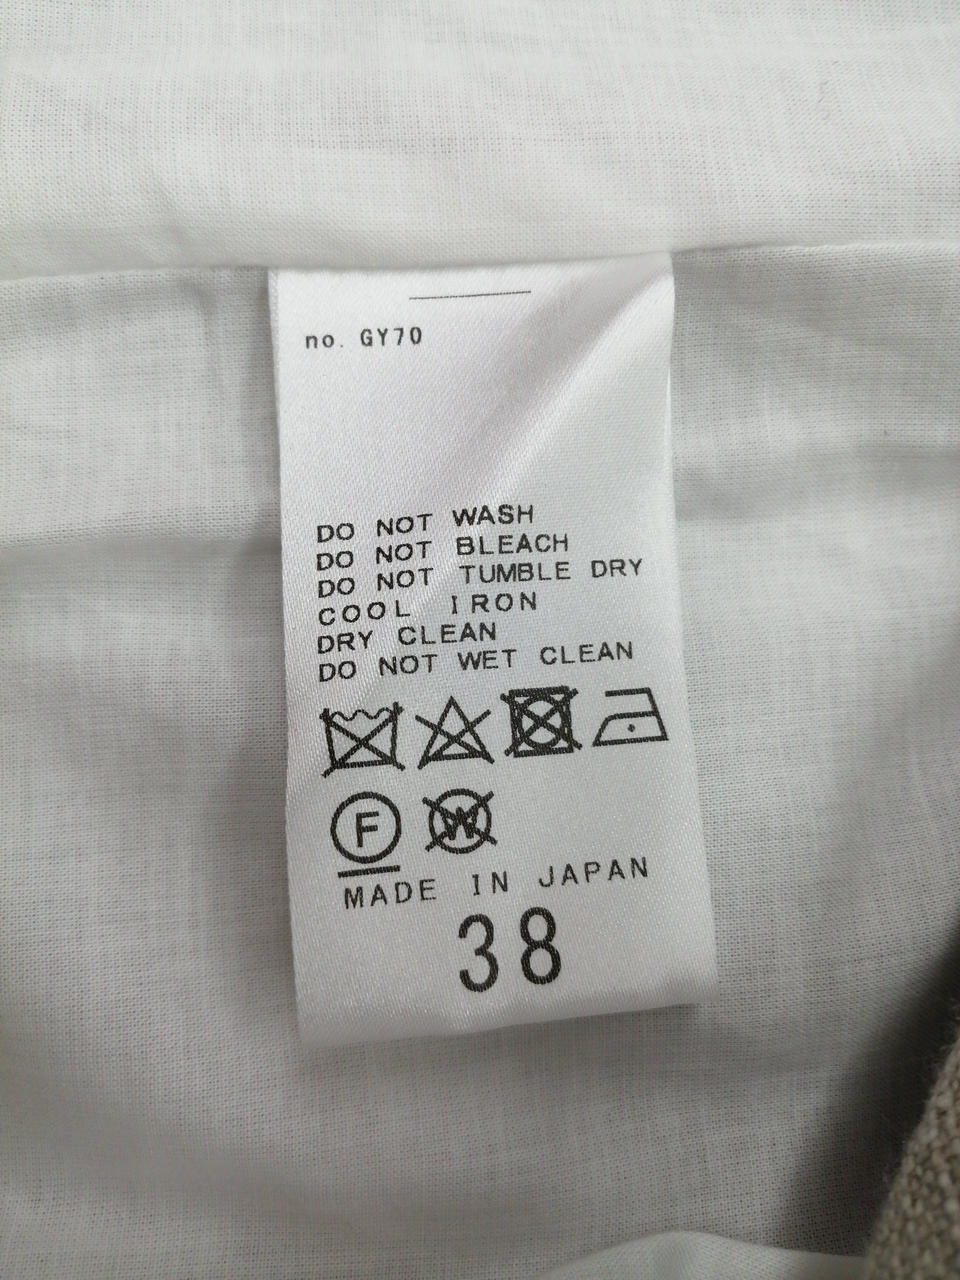 no. GY70
DO NOT WASH
DO NOT BLEACH
DO NOT TUMBLE DRY
COOL IRON
DRY CLEAN
DO NOT WET CLEAN
F W
MADE IN JAPAN
38